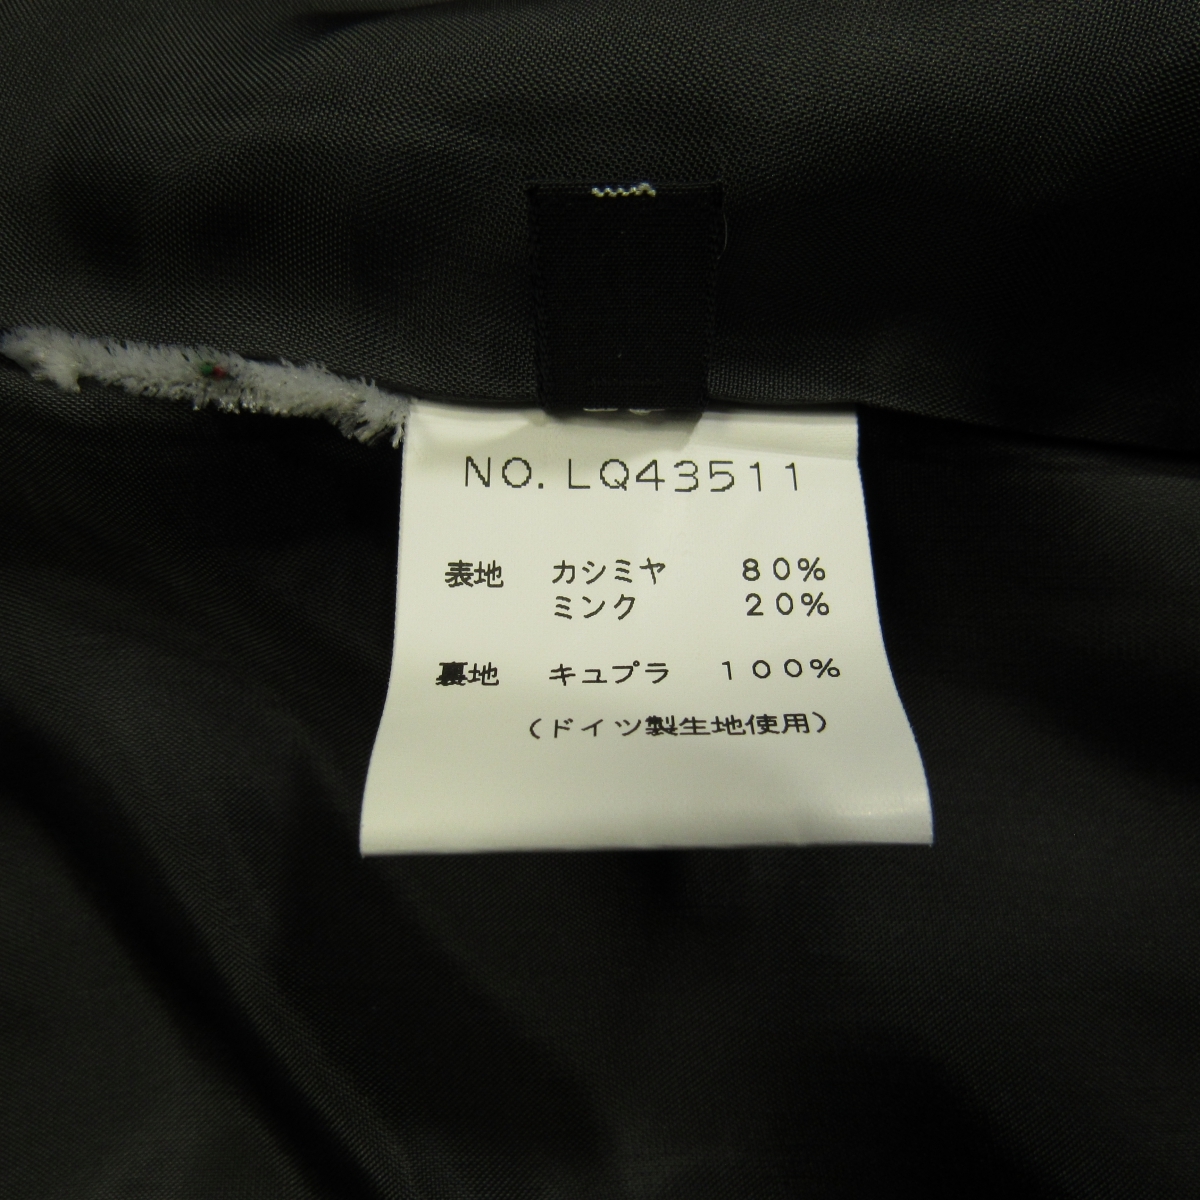 NO. LQ43511
表地 カシミヤ 80%
ミンク 20%
裏地 キュプラ 100%
(ドイツ製生地使用)